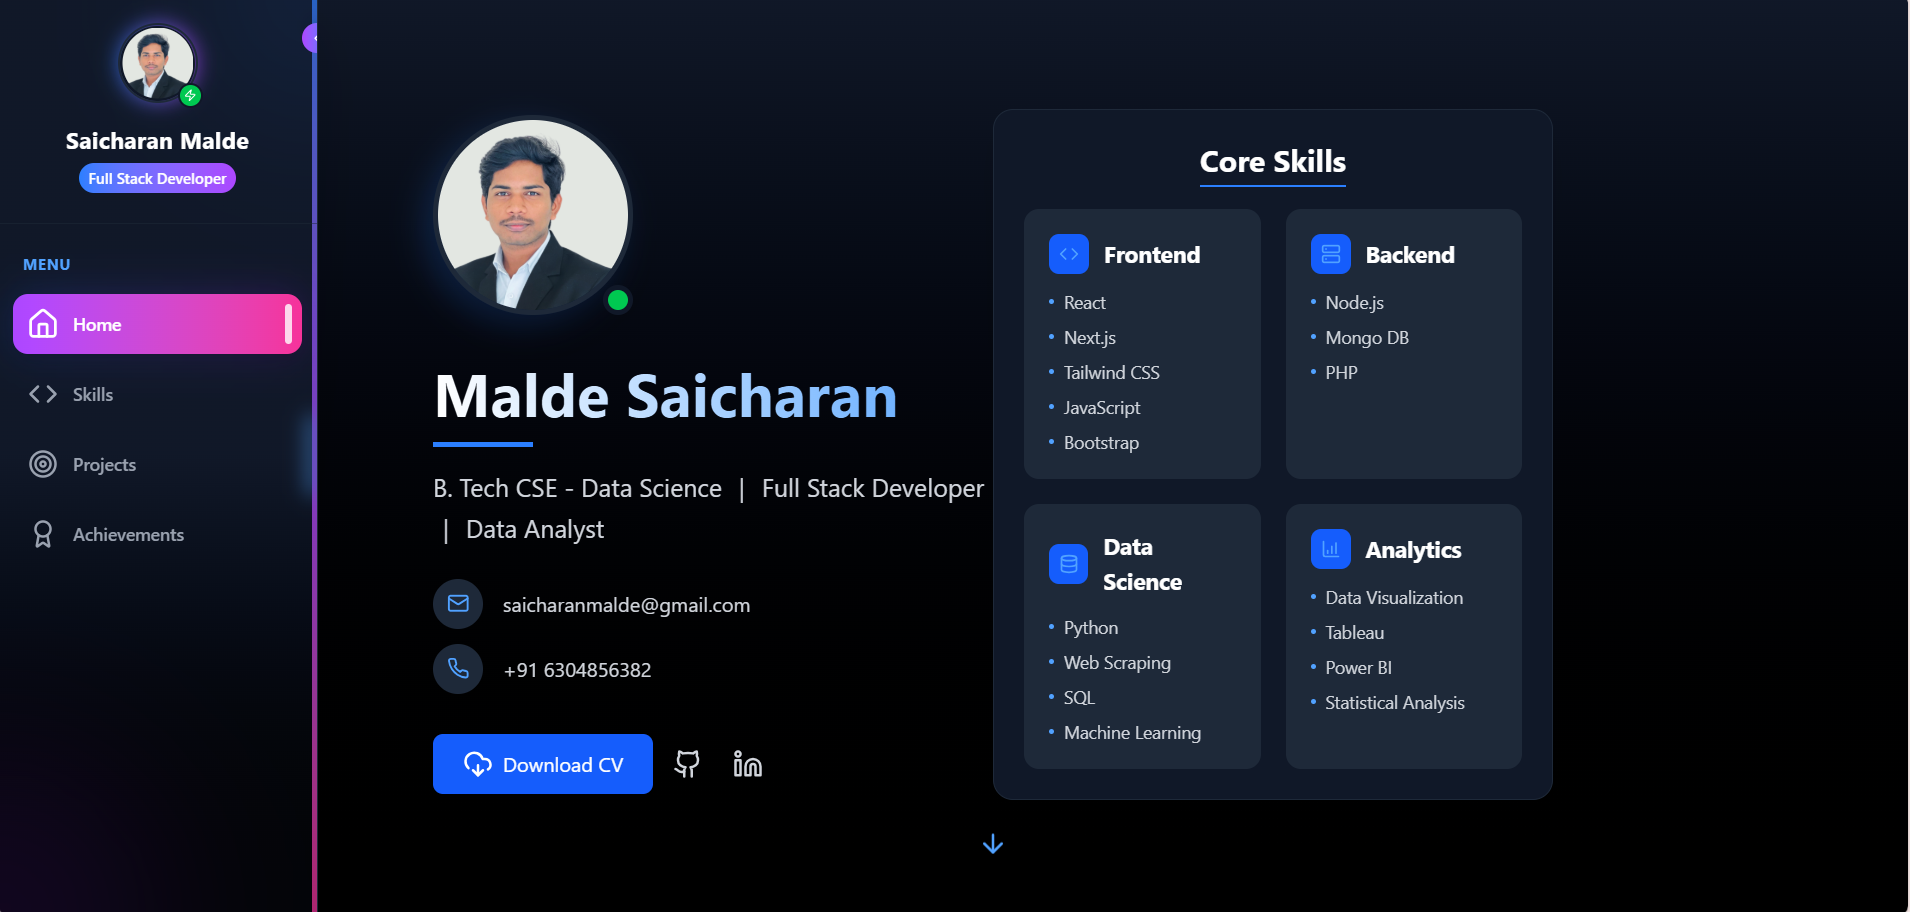 Saicharan Malde
Full Stack Developer
MENU
Home
Skills
Projects
Achievements
Malde Saicharan
B. Tech CSE - Data Science | Full Stack Developer
| Data Analyst
saicharanmalde@gmail.com
+91 6304856382
Download CV
Core Skills
Frontend
• React
• Next.js
• Tailwind CSS
• JavaScript
• Bootstrap
Backend
• Node.js
• Mongo DB
• PHP
Data
Science
• Python
• Web Scraping
• SQL
• Machine Learning
Analytics
• Data Visualization
• Tableau
• Power BI
• Statistical Analysis